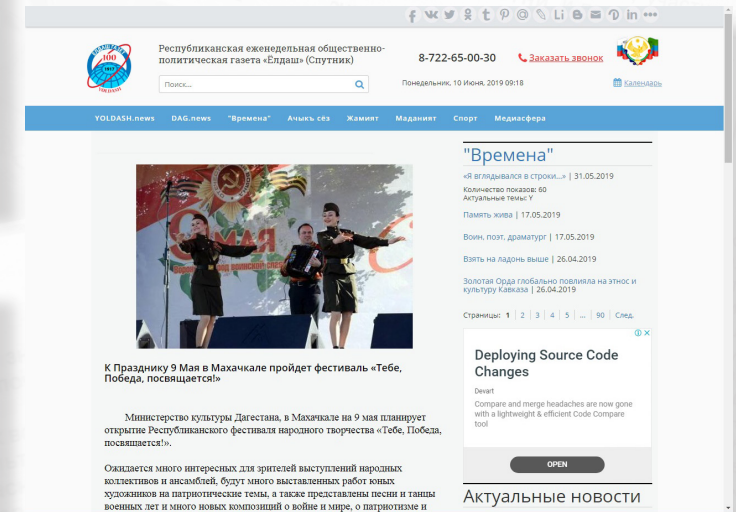 Республиканская еженедельная общественно-
политическая газета «Ёлдаш» (Спутник)
8-722-65-00-30
Заказать звонок
Поиск...
Понедельник, 10 Июня, 2019 09:18
Календарь
YOLDASH.news DAG.news "Времена" Ачыкъ сёз Жамият Маданият Спорт Медиасфера
100
YOLDASH
9 МАЯ
К Празднику 9 Мая в Махачкале пройдет фестиваль «Тебе,
Победа, посвящается!»
Министерство культуры Дагестана, в Махачкале на 9 мая планирует
открытие Республиканского фестиваля народного творчества «Тебе, Победа,
посвящается!».
Ожидается много интересных для зрителей выступлений народных
коллективов и ансамблей, будут много выставленных работ юных
художников на патриотические темы, а также представлены песни и танцы
военных лет и много новых композиций о войне и мире, о патриотизме и
"Времена"
«Я вглядывался в строки...» | 31.05.2019
Количество показов: 60
Актуальные темы: Y
Память жива | 17.05.2019
Воин, поэт, драматург | 17.05.2019
Взять на ладонь выше | 26.04.2019
Золотая Орда глобально повлияла на этнос и
культуру Кавказа | 26.04.2019
Страницы: 1 | 2 | 3 | 4 | 5 | ... | 90 | След.
Deploying Source Code
Changes
Devart
Compare and merge headaches are now gone
with a lightweight & efficient Code Compare
tool
OPEN
Актуальные новости